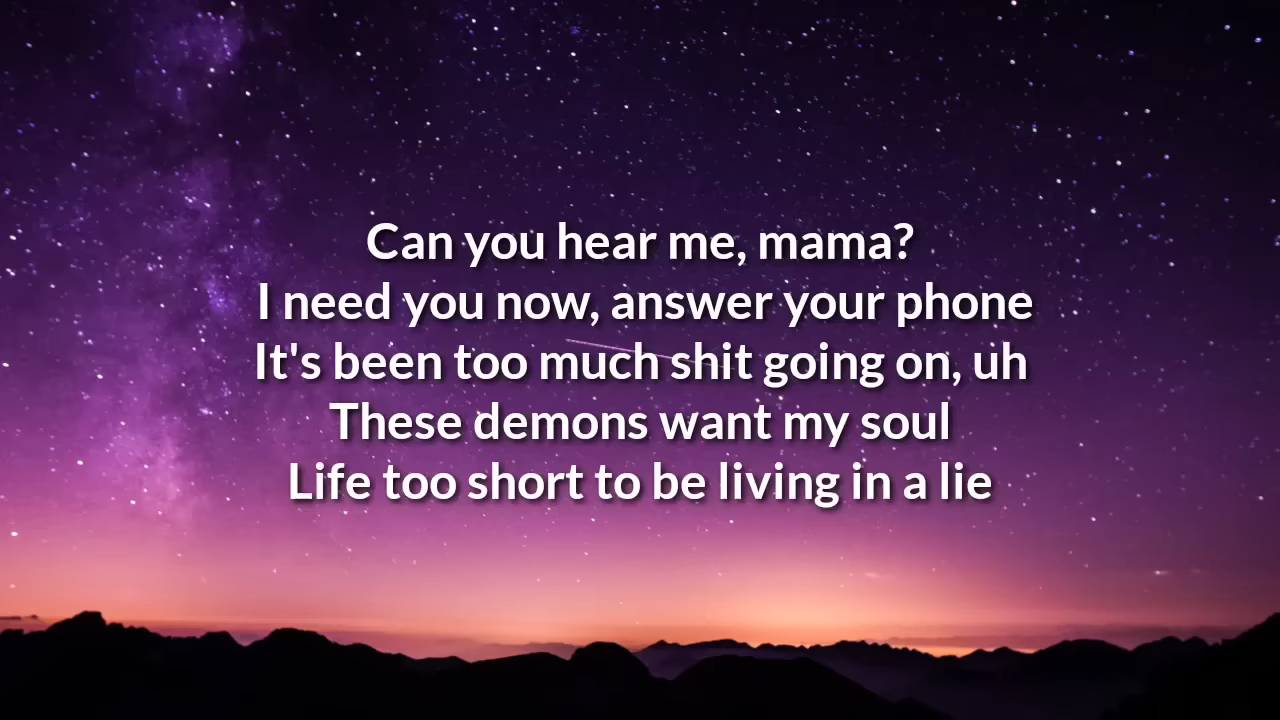 Can you hear me, mama?
I need you now, answer your phone
It's been too much shit going on, uh
These demons want my soul
Life too short to be living in a lie